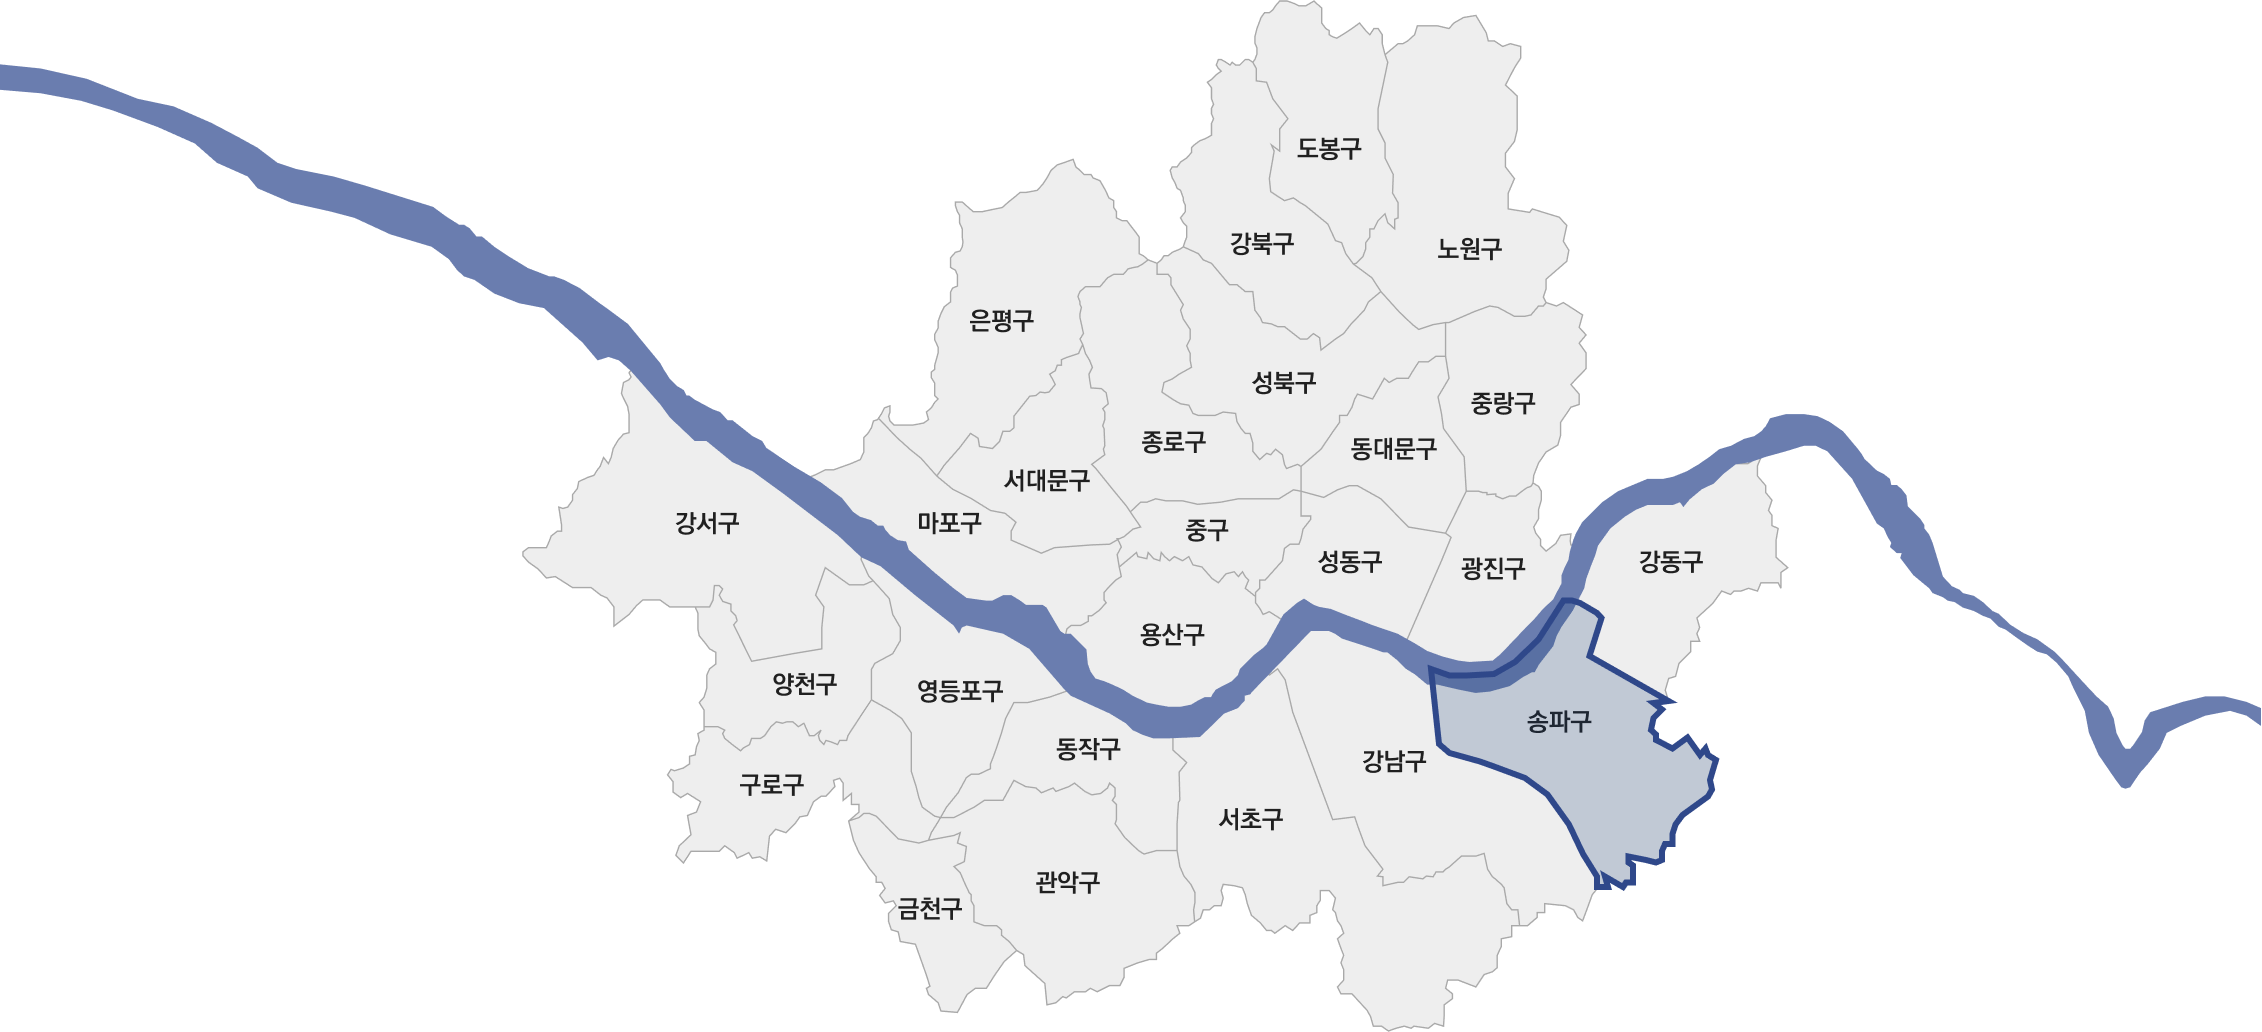 도봉구
강북구
노원구
은평구
성북구
중랑구
종로구
동대문구
서대문구
강서구
마포구
중구
성동구
광진구
강동구
용산구
양천구
영등포구
송파구
동작구
강남구
구로구
서초구
관악구
금천구